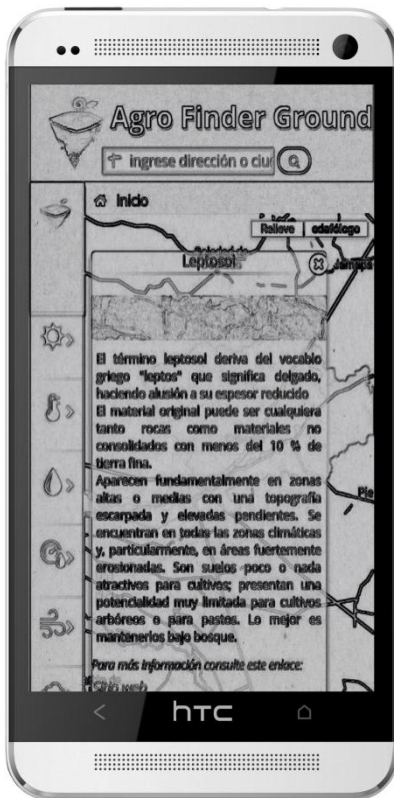 Agro Finder Ground
ingrese dirección o ciu
Inicio
Relieve edafólogo
Leptosol
Jamapa
El término leptosol deriva del vocablo
griego "leptos" que significa delgado,
haciendo alusión a su espesor reducido
El material original puede ser cualquiera
tanto rocas como materiales no
consolidados con menos del 10 % de
tierra fina.
Aparecen fundamentalmente en zonas
altas o medias con una topografía
escarpada y elevadas pendientes. Se
encuentran en todas las zonas climáticas
y, particularmente, en áreas fuertemente
erosionadas. Son suelos poco o nada
atractivos para cultivos; presentan una
potencialidad muy limitada para cultivos
arbóreos o para pastos. Lo mejor es
mantenerlos bajo bosque.
Pie
Para más información consulte este enlace:
Sitio web
hTC